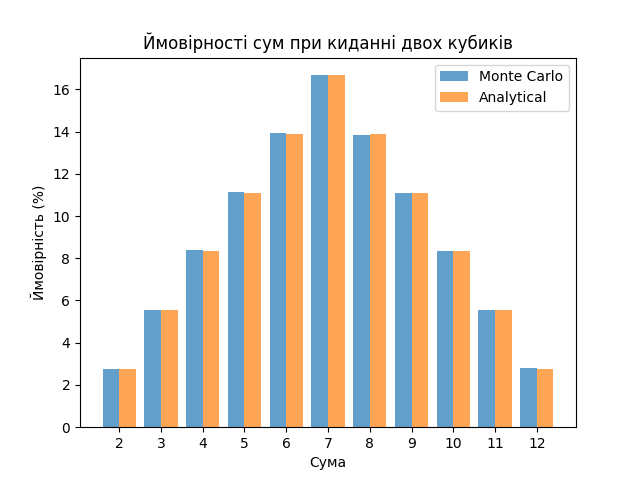 Ймовірності сум при киданні двох кубиків
Monte Carlo
Analytical
Ймовірність (%)
16
14
12
10
8
6
4
2
0
2 3 4 5 6 7 8 9 10 11 12
Сума